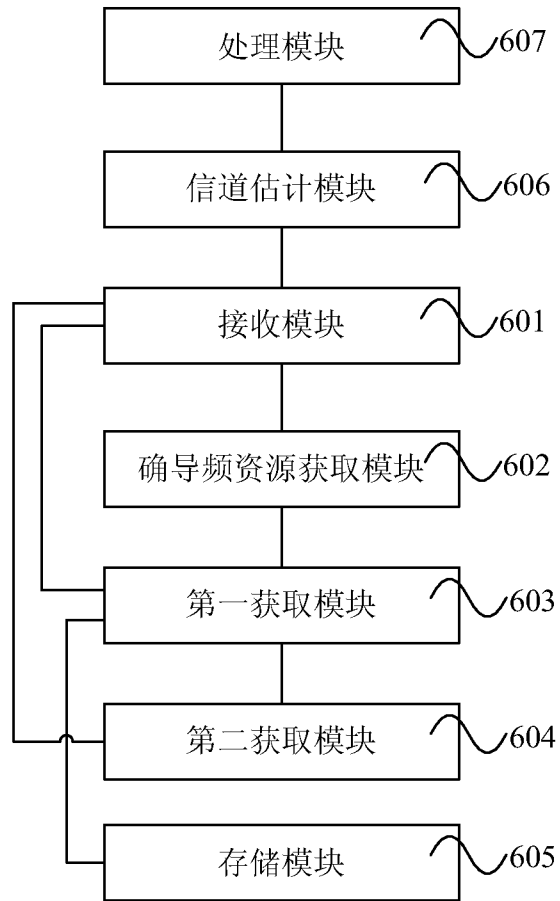 处理模块 607
信道估计模块 606
接收模块 601
确导频资源获取模块 602
第一获取模块 603
第二获取模块 604
存储模块 605